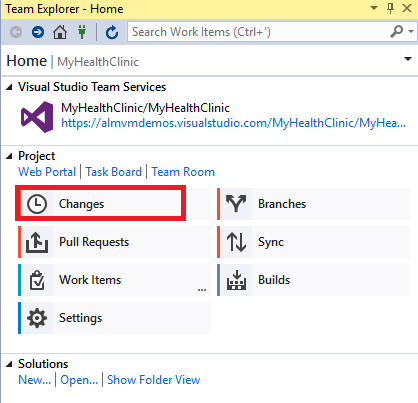 Team Explorer - Home
Search Work Items (Ctrl+')
Home | MyHealthClinic
Visual Studio Team Services
MyHealthClinic/MyHealthClinic
https://almvmdemos.visualstudio.com/MyHealthClinic/MyHea...
Project
Web Portal | Task Board | Team Room
Changes Branches
Pull Requests Sync
Work Items ... Builds
Settings
Solutions
New... | Open... | Show Folder View